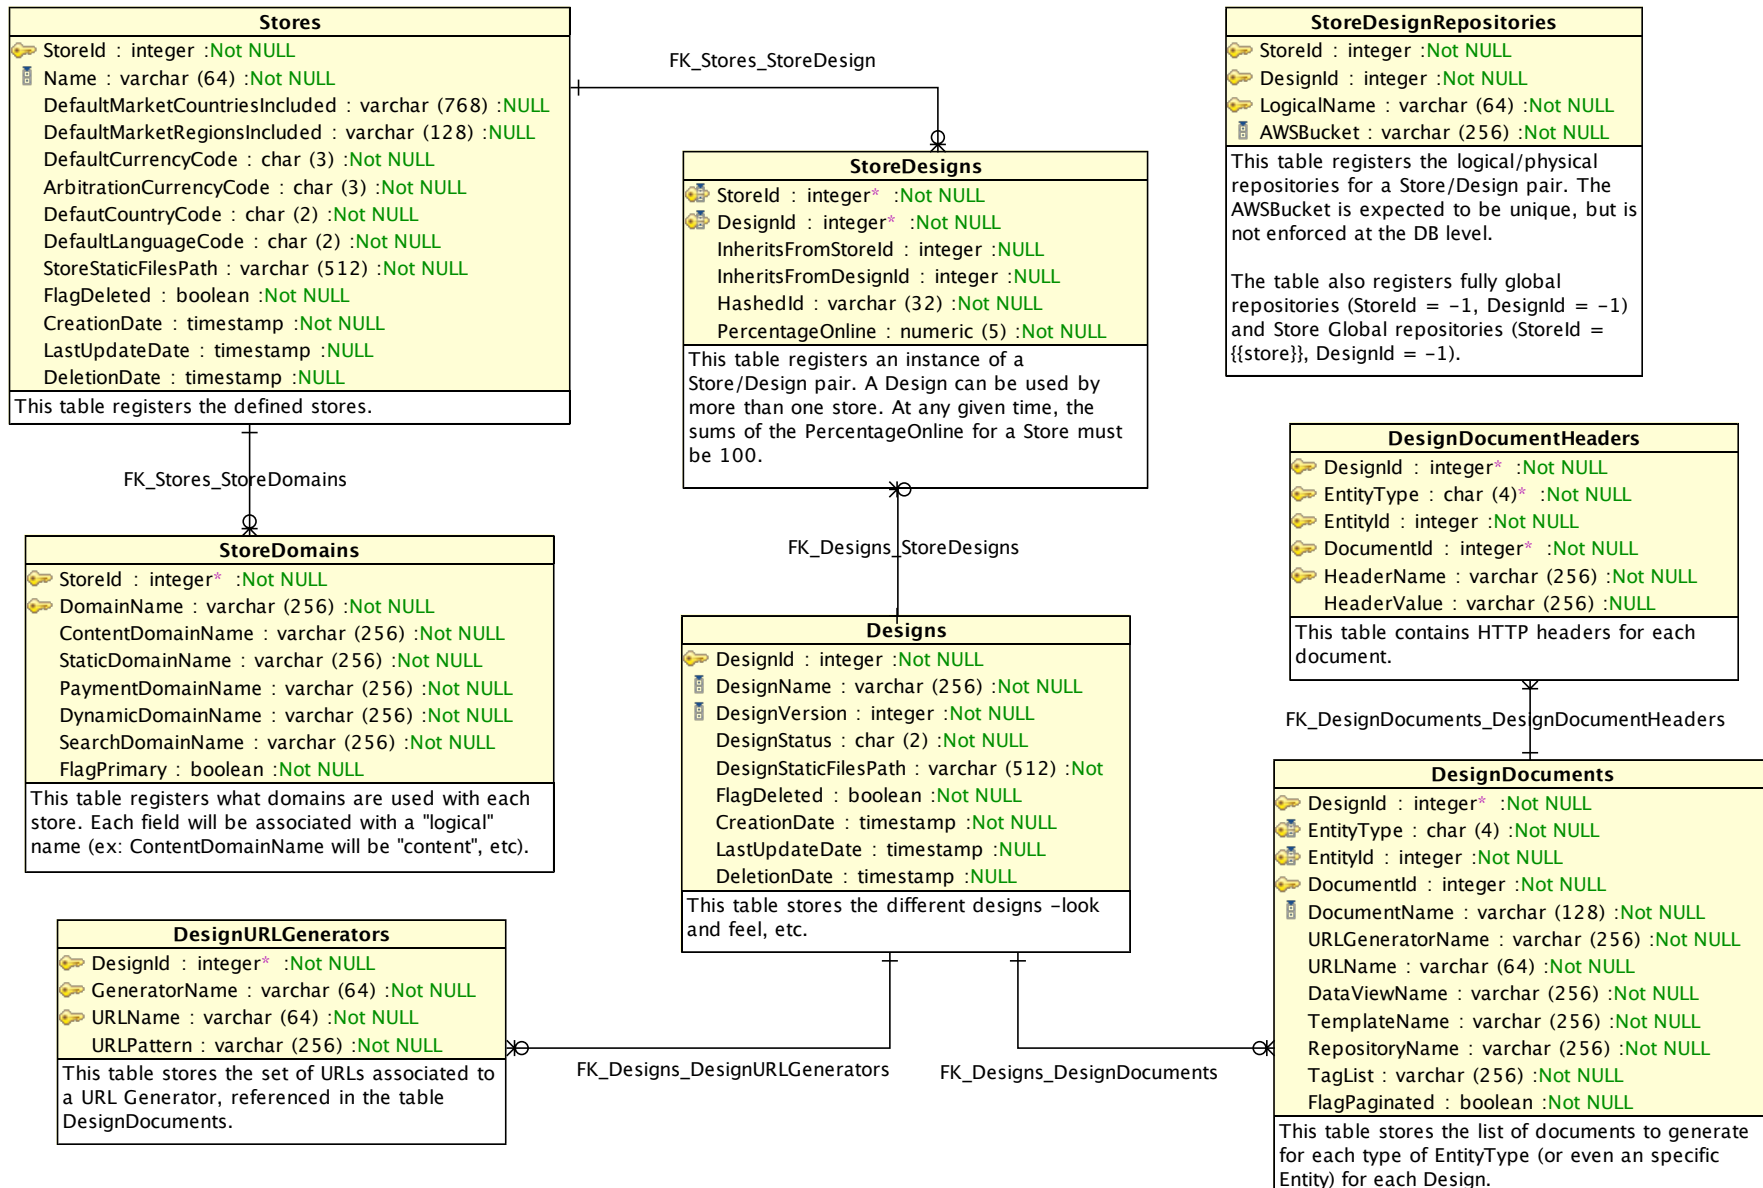 Stores
StoreId : integer :Not NULL
Name : varchar (64) :Not NULL
DefaultMarketCountriesIncluded : varchar (768) :NULL
DefaultMarketRegionsIncluded : varchar (128) :NULL
DefaultCurrencyCode : char (3) :Not NULL
ArbitrationCurrencyCode : char (3) :Not NULL
DefautCountryCode : char (2) :Not NULL
DefaultLanguageCode : char (2) :Not NULL
StoreStaticFilesPath : varchar (512) :Not NULL
FlagDeleted : boolean :Not NULL
CreationDate : timestamp :Not NULL
LastUpdateDate : timestamp :NULL
DeletionDate : timestamp :NULL
This table registers the defined stores.
FK_Stores_StoreDesign
StoreDesigns
StoreId : integer* :Not NULL
DesignId : integer* :Not NULL
InheritsFromStoreId : integer :NULL
InheritsFromDesignId : integer :NULL
HashedId : varchar (32) :Not NULL
PercentageOnline : numeric (5) :Not NULL
This table registers an instance of a
Store/Design pair. A Design can be used by
more than one store. At any given time, the
sums of the PercentageOnline for a Store must
be 100.
StoreDesignRepositories
StoreId : integer :Not NULL
DesignId : integer :Not NULL
LogicalName : varchar (64) :Not NULL
AWSBucket : varchar (256) :Not NULL
This table registers the logical/physical
repositories for a Store/Design pair. The
AWSBucket is expected to be unique, but is
not enforced at the DB level.
The table also registers fully global
repositories (StoreId = -1, DesignId = -1)
and Store Global repositories (StoreId =
{{store}}, DesignId = -1).
FK_Stores_StoreDomains
StoreDomains
StoreId : integer* :Not NULL
DomainName : varchar (256) :Not NULL
ContentDomainName : varchar (256) :Not NULL
StaticDomainName : varchar (256) :Not NULL
PaymentDomainName : varchar (256) :Not NULL
DynamicDomainName : varchar (256) :Not NULL
SearchDomainName : varchar (256) :Not NULL
FlagPrimary : boolean :Not NULL
This table registers what domains are used with each
store. Each field will be associated with a "logical"
name (ex: ContentDomainName will be "content", etc).
FK_Designs_StoreDesigns
Designs
DesignId : integer :Not NULL
DesignName : varchar (256) :Not NULL
DesignVersion : integer :Not NULL
DesignStatus : char (2) :Not NULL
DesignStaticFilesPath : varchar (512) :Not
FlagDeleted : boolean :Not NULL
CreationDate : timestamp :Not NULL
LastUpdateDate : timestamp :NULL
DeletionDate : timestamp :NULL
This table stores the different designs -look
and feel, etc.
DesignDocumentHeaders
DesignId : integer* :Not NULL
EntityType : char (4)* :Not NULL
EntityId : integer :Not NULL
DocumentId : integer* :Not NULL
HeaderName : varchar (256) :Not NULL
HeaderValue : varchar (256) :NULL
This table contains HTTP headers for each
document.
FK_DesignDocuments_DesignDocumentHeaders
DesignDocuments
DesignId : integer* :Not NULL
EntityType : char (4) :Not NULL
EntityId : integer :Not NULL
DocumentId : integer :Not NULL
DocumentName : varchar (128) :Not NULL
URLGeneratorName : varchar (256) :Not NULL
URLName : varchar (64) :Not NULL
DataViewName : varchar (256) :Not NULL
TemplateName : varchar (256) :Not NULL
RepositoryName : varchar (256) :Not NULL
TagList : varchar (256) :Not NULL
FlagPaginated : boolean :Not NULL
This table stores the list of documents to generate
for each type of EntityType (or even an specific
Entity) for each Design.
DesignURLGenerators
DesignId : integer* :Not NULL
GeneratorName : varchar (64) :Not NULL
URLName : varchar (64) :Not NULL
URLPattern : varchar (256) :Not NULL
This table stores the set of URLs associated to
a URL Generator, referenced in the table
DesignDocuments.
FK_Designs_DesignURLGenerators
FK_Designs_DesignDocuments